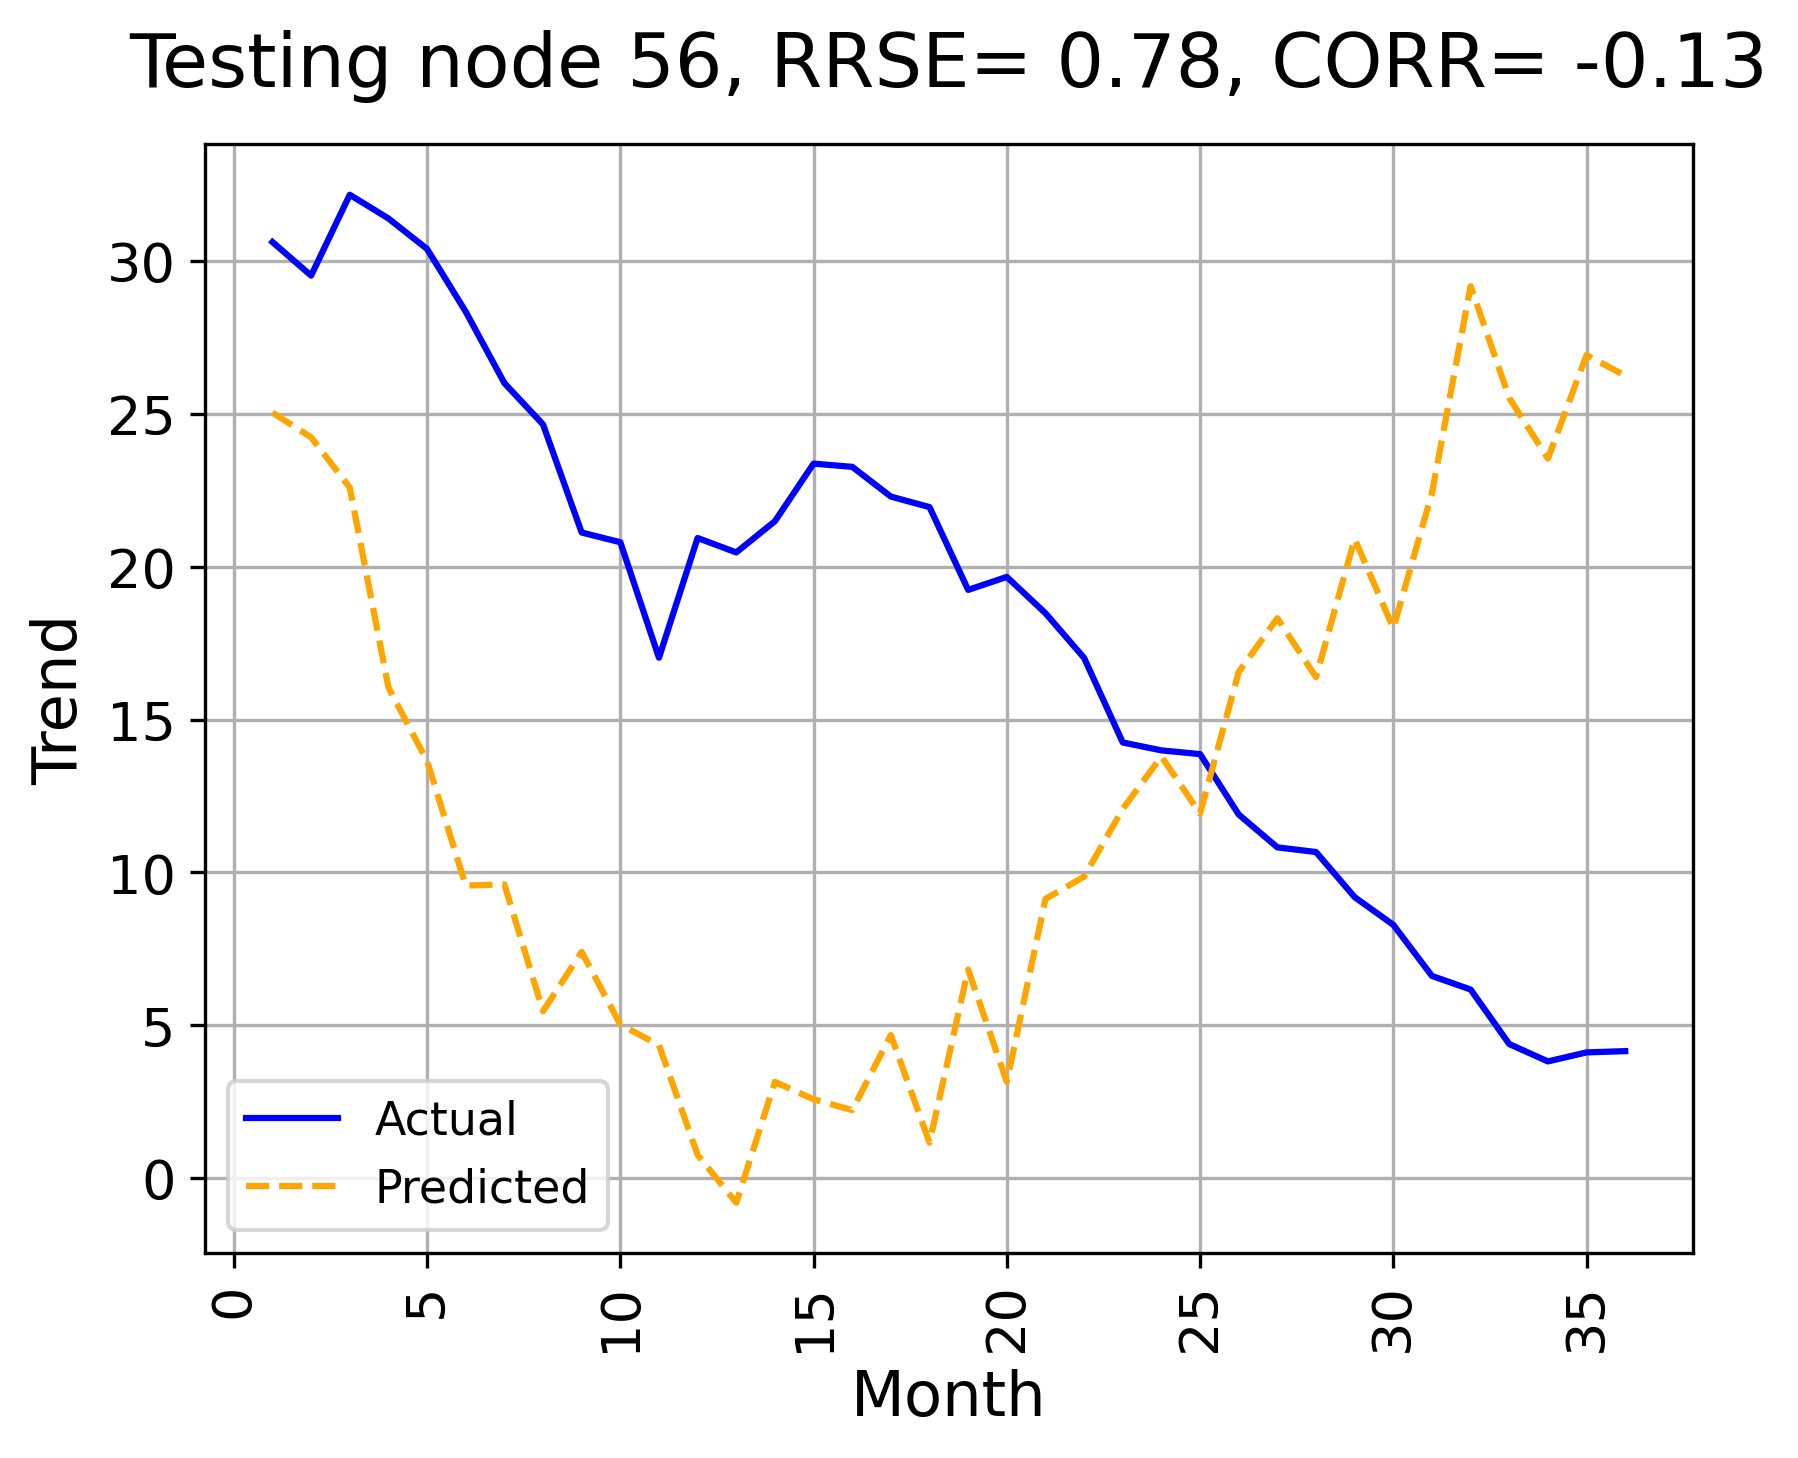 Testing node 56, RRSE= 0.78, CORR= -0.13
Trend
30
25
20
15
10
5
0
Actual
Predicted
0 5 10 15 20 25 30 35
Month